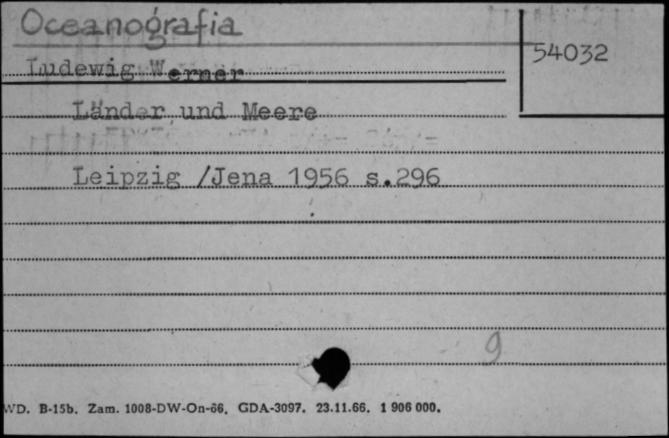 Oceanografia
54032
Ludewig Werner
Länder und Meere
Leipzig /Jena 1956 s.296
9
WD. B-15b. Zam. 1008-DW-On-66. GDA-3097. 23.11.66. 1 906 000.